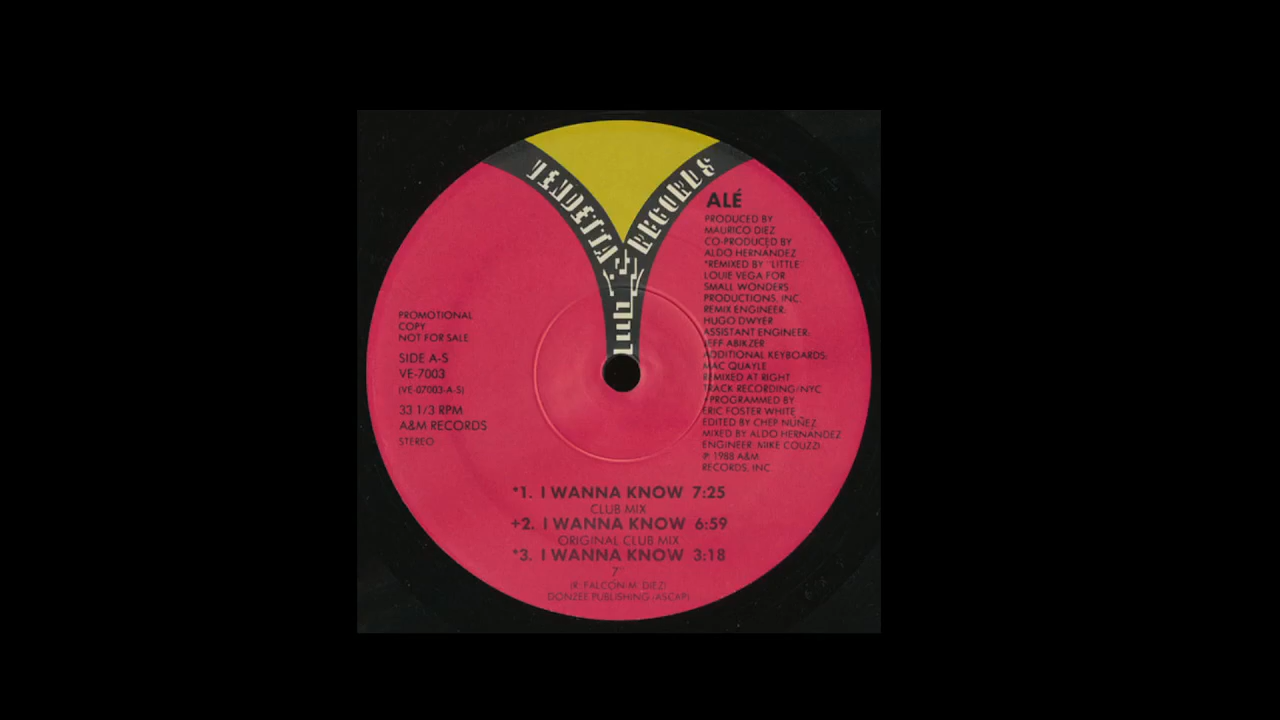 VENDETTA RECORDS
ALÉ
PRODUCED BY
MAURICO DIEZ
CO-PRODUCED BY
ALDO HERNANDEZ
*REMIXED BY "LITTLE"
LOUIE VEGA FOR
SMALL WONDERS
PRODUCTIONS, INC.
REMIX ENGINEER:
HUGO DWYER
ASSISTANT ENGINEER:
JEFF ABIKZER
ADDITIONAL KEYBOARDS:
MAC QUAYLE
REMIXED AT RIGHT
TRACK RECORDING/NYC
+PROGRAMMED BY
ERIC FOSTER WHITE
EDITED BY CHEP NUÑEZ
MIXED BY ALDO HERNANDEZ
ENGINEER: MIKE COUZZI
℗ 1988 A&M
RECORDS, INC.
PROMOTIONAL
COPY
NOT FOR SALE
SIDE A-S
VE-7003
(VE-07003-A-S)
33 1/3 RPM
A&M RECORDS
STEREO
*1. I WANNA KNOW 7:25
CLUB MIX
+2. I WANNA KNOW 6:59
ORIGINAL CLUB MIX
*3. I WANNA KNOW 3:18
7"
(R. FALCON-M. DIEZ)
DONZEE PUBLISHING (ASCAP)